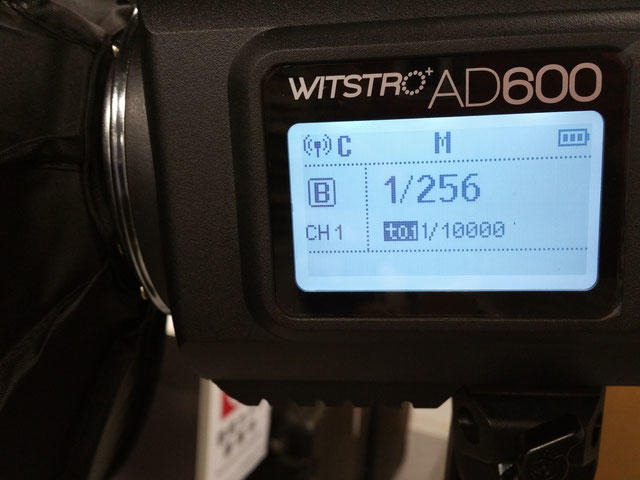 WITSTRO+ AD600
C M
B 1/256
CH1 t0.1 1/10000